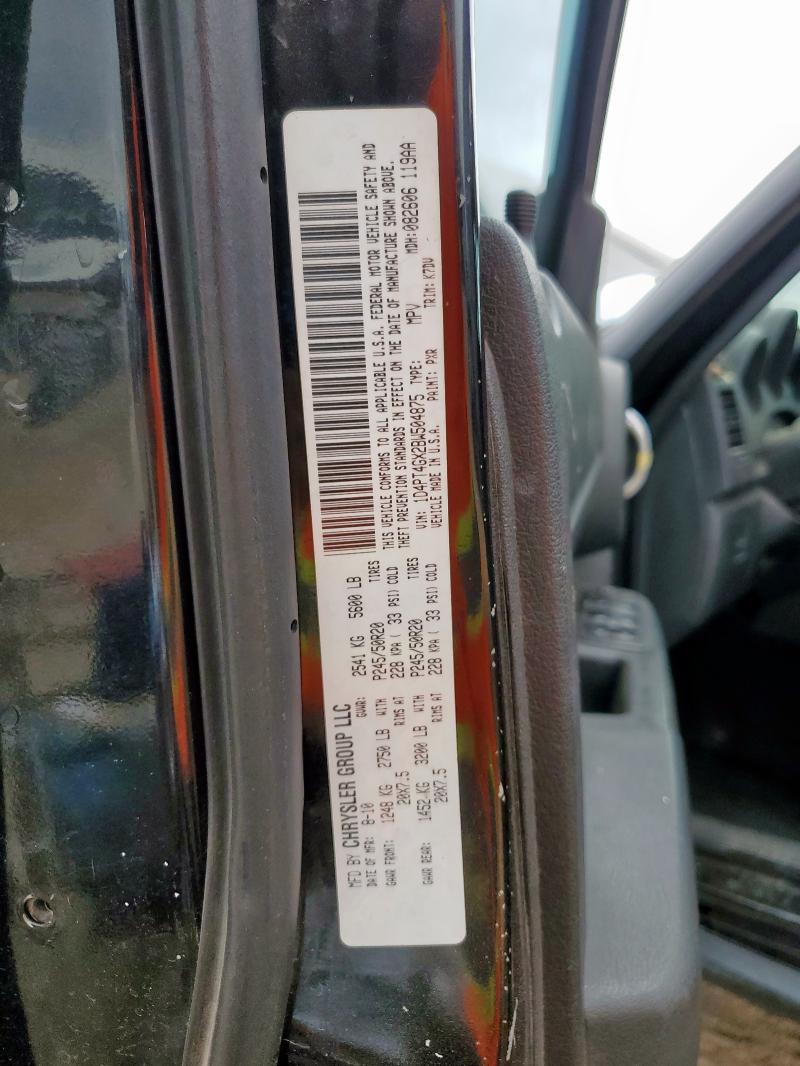 MFD BY CHRYSLER GROUP LLC
DATE OF MFR: 8-10 GVWR: 2541 KG 5600 LB
GAWR FRONT: 1248 KG 2750 LB WITH P245/50R20 TIRES
20X7.5 RIMS AT 228 KPA ( 33 PSI) COLD
GAWR REAR: 1452 KG 3200 LB WITH P245/50R20 TIRES
20X7.5 RIMS AT 228 KPA ( 33 PSI) COLD
THIS VEHICLE CONFORMS TO ALL APPLICABLE U.S.A. FEDERAL MOTOR VEHICLE SAFETY AND
THEFT PREVENTION STANDARDS IN EFFECT ON THE DATE OF MANUFACTURE SHOWN ABOVE.
VIN: 1D4PT4GX2BW504875 TYPE: MPV MDH:082606 119AA
VEHICLE MADE IN U.S.A. PAINT: PXR TRIM: K7DV